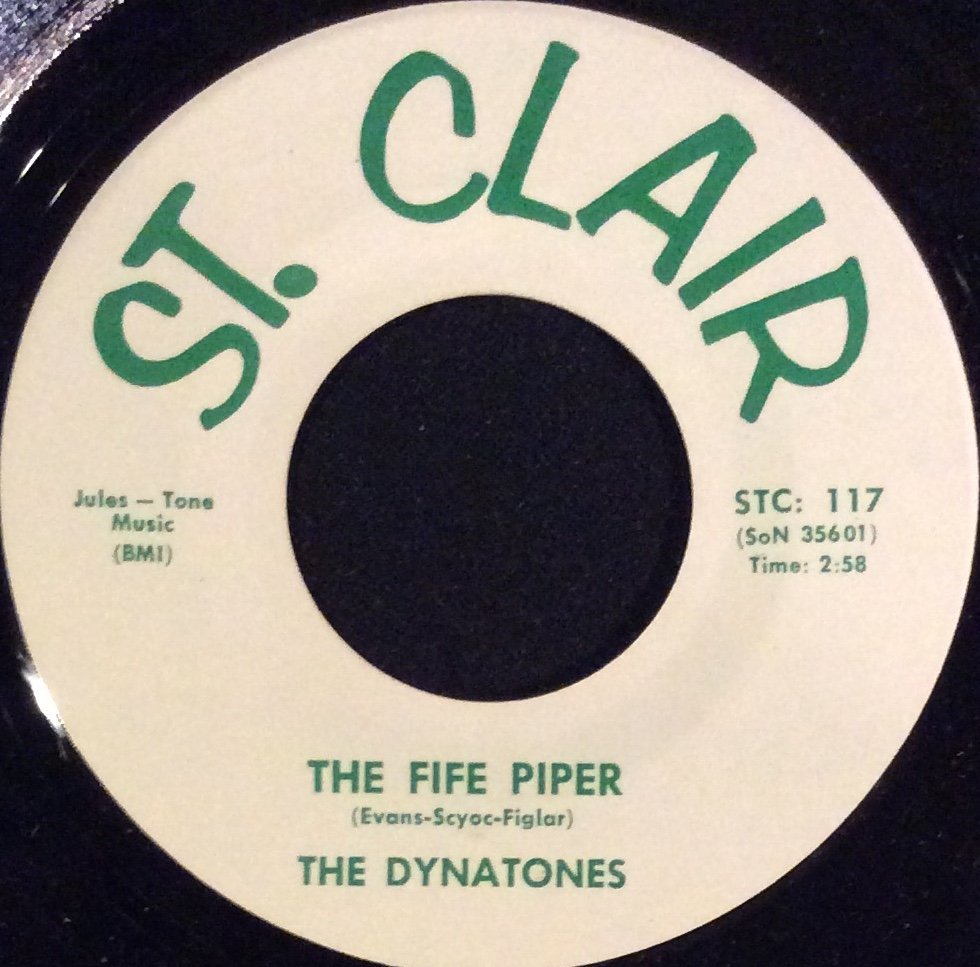 ST. CLAIR
Jules – Tone
Music
(BMI)
STC: 117
(SoN 35601)
Time: 2:58
THE FIFE PIPER
(Evans-Scyoc-Figlar)
THE DYNATONES